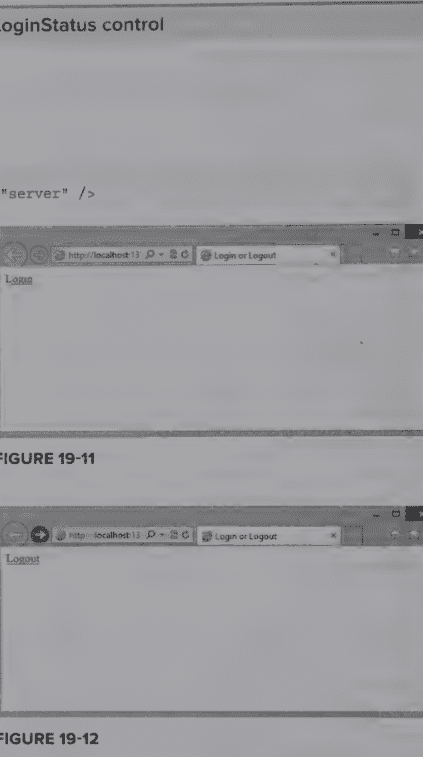 LoginStatus control
"server" />
http://localhost:13
Login or Logout
Login
FIGURE 19-11
http localhost:13
Login or Logout
Logout
FIGURE 19-12